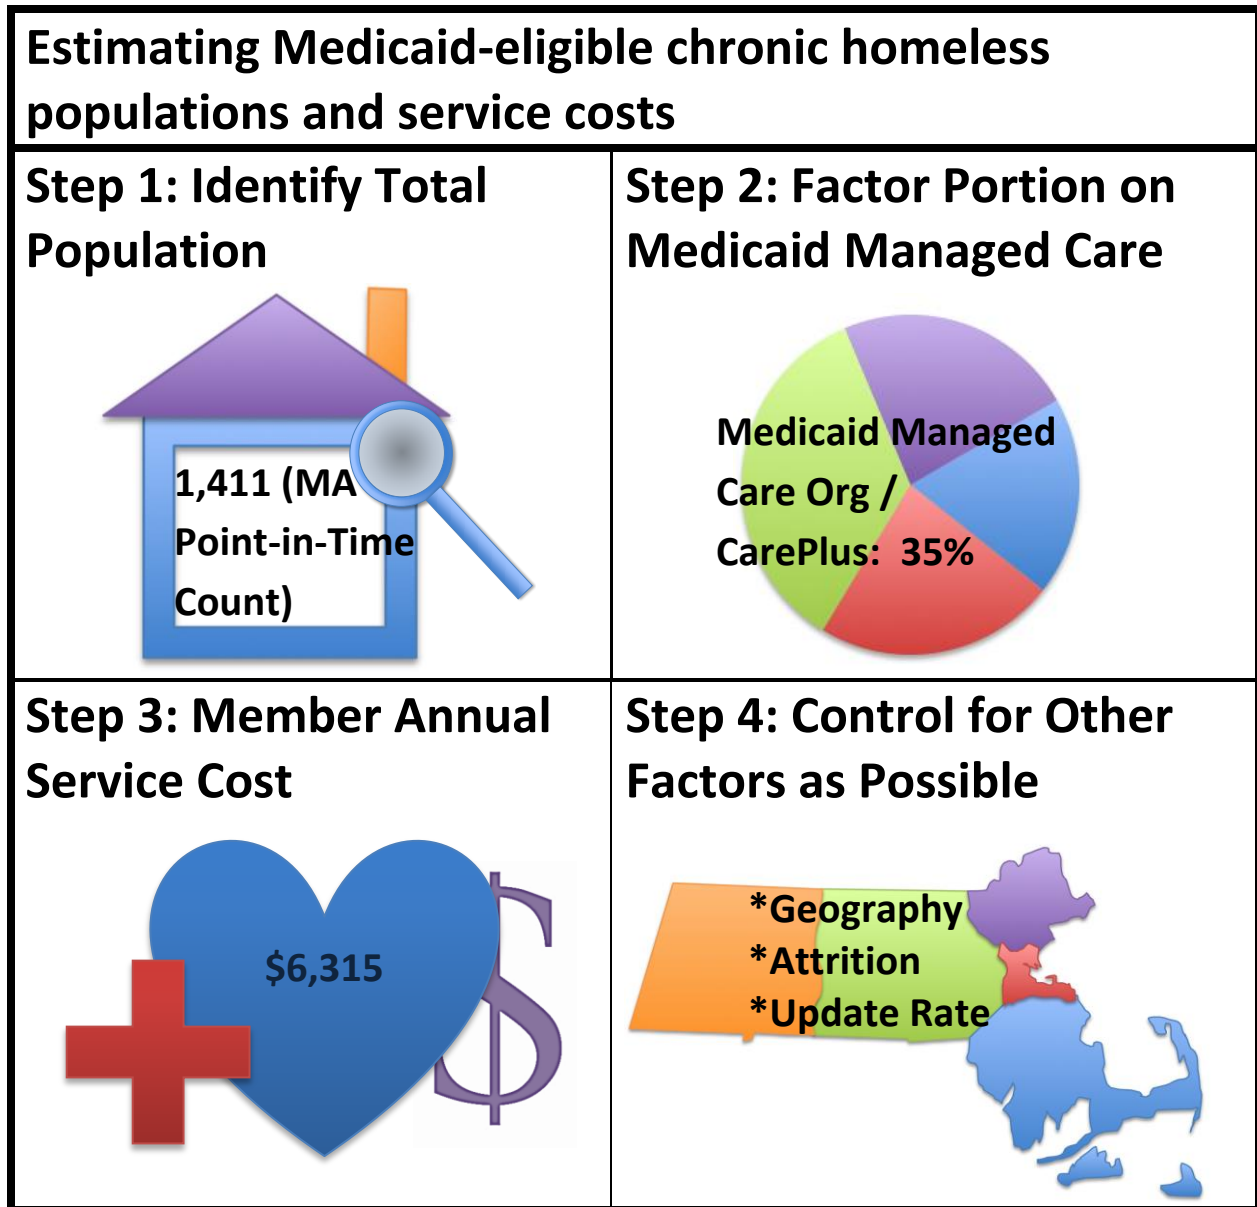 Estimating Medicaid-eligible chronic homeless
populations and service costs
Step 1: Identify Total
Population
1,411 (MA
Point-in-Time
Count)
Step 2: Factor Portion on
Medicaid Managed Care
Medicaid Managed
Care Org /
CarePlus:  35%
Step 3: Member Annual
Service Cost
$6,315
$
Step 4: Control for Other
Factors as Possible
*Geography
*Attrition
*Update Rate